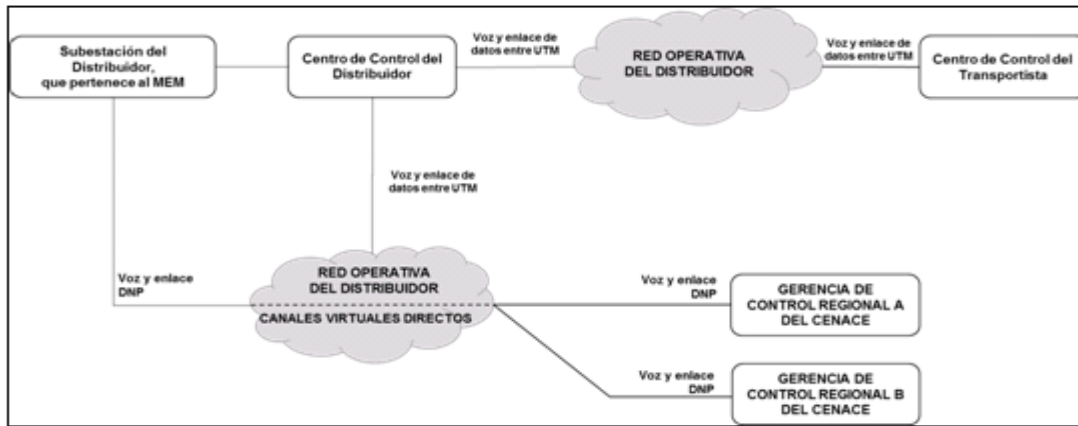 Subestación del
Distribuidor,
que pertenece al MEM
Centro de Control del
Distribuidor
Voz y enlace de
datos entre UTM
RED OPERATIVA
DEL DISTRIBUIDOR
Voz y enlace de
datos entre UTM
Centro de Control del
Transportista
Voz y enlace de
datos entre UTM
Voz y enlace
DNP
RED OPERATIVA
DEL DISTRIBUIDOR
CANALES VIRTUALES DIRECTOS
Voz y enlace
DNP
GERENCIA DE
CONTROL REGIONAL A
DEL CENACE
Voz y enlace
DNP
GERENCIA DE
CONTROL REGIONAL B
DEL CENACE